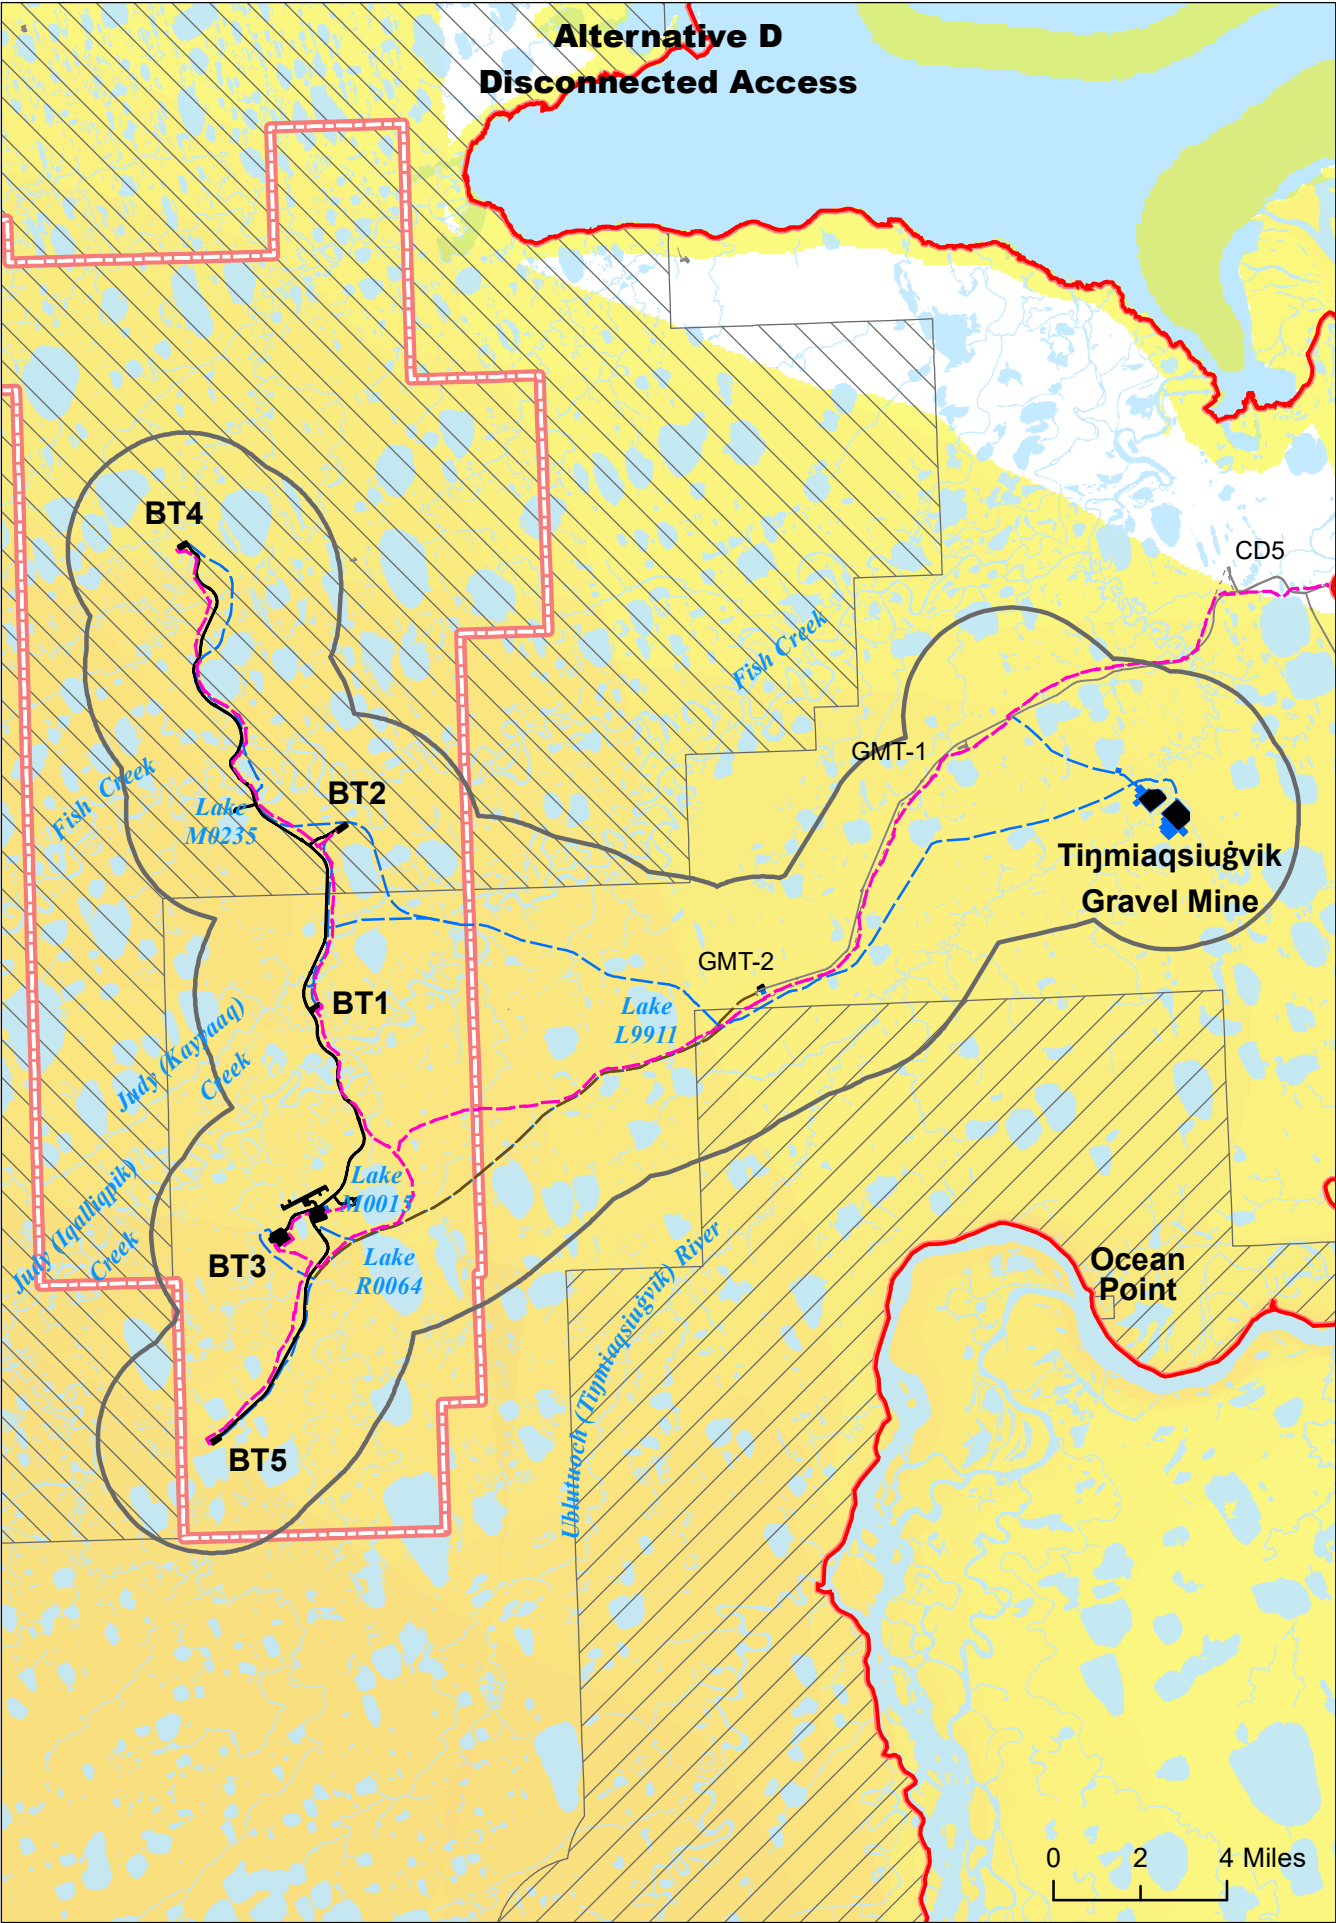 Alternative D
Disconnected Access
BT4
CD5
Fish Creek
GMT-1
Fish Creek
Lake
M0235
BT2
Tiŋmiaqsiuġvik
Gravel Mine
GMT-2
BT1
Lake
L9911
Judy (Kayyaaq)
Creek
Judy (Iqalliqpik)
Creek
Lake
M0015
BT3
Lake
R0064
Ublutuoch (Tiŋmiaqsiuġvik) River
Ocean
Point
BT5
0 2 4 Miles